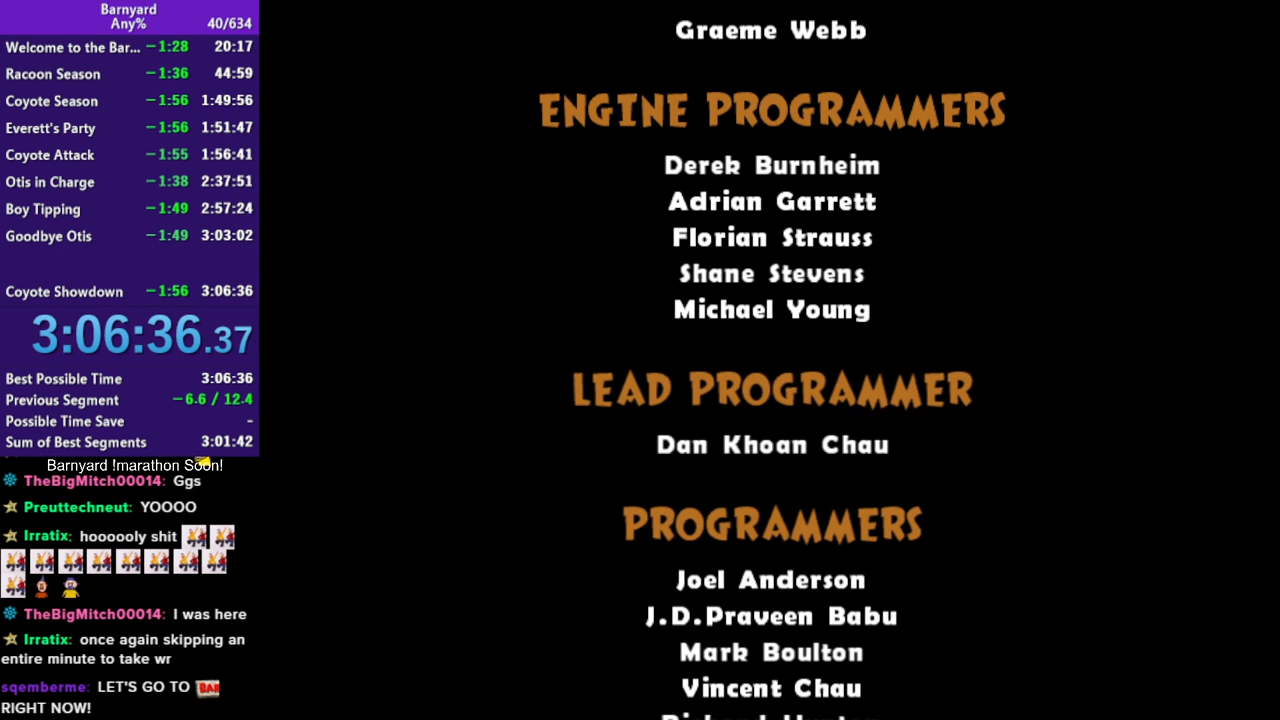 Barnyard
Any% 40/634
Welcome to the Bar... −1:28 20:17
Racoon Season −1:36 44:59
Coyote Season −1:56 1:49:56
Everett's Party −1:56 1:51:47
Coyote Attack −1:55 1:56:41
Otis in Charge −1:38 2:37:51
Boy Tipping −1:49 2:57:24
Goodbye Otis −1:49 3:03:02
Coyote Showdown −1:56 3:06:36
3:06:36.37
Best Possible Time 3:06:36
Previous Segment −6.6 / 12.4
Possible Time Save -
Sum of Best Segments 3:01:42
Barnyard !marathon Soon!
TheBigMitch00014: Ggs
Preuttechneut: YOOOO
Irratix: hoooooly shit
TheBigMitch00014: I was here
Irratix: once again skipping an
entire minute to take wr
sqemberme: LET'S GO TO BAR
RIGHT NOW!
Graeme Webb
ENGINE PROGRAMMERS
Derek Burnheim
Adrian Garrett
Florian Strauss
Shane Stevens
Michael Young
LEAD PROGRAMMER
Dan Khoan Chau
PROGRAMMERS
Joel Anderson
J.D.Praveen Babu
Mark Boulton
Vincent Chau